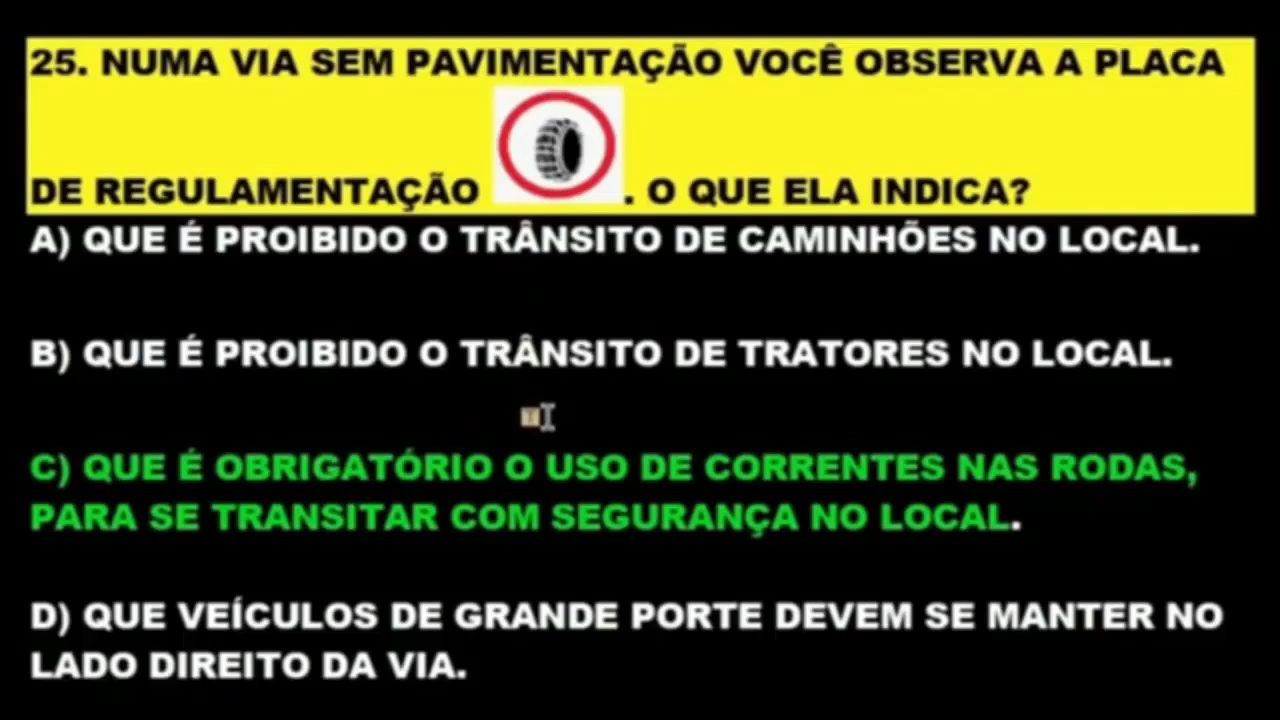 25. NUMA VIA SEM PAVIMENTAÇÃO VOCÊ OBSERVA A PLACA
DE REGULAMENTAÇÃO . O QUE ELA INDICA?
A) QUE É PROIBIDO O TRÂNSITO DE CAMINHÕES NO LOCAL.
B) QUE É PROIBIDO O TRÂNSITO DE TRATORES NO LOCAL.
C) QUE É OBRIGATÓRIO O USO DE CORRENTES NAS RODAS,
PARA SE TRANSITAR COM SEGURANÇA NO LOCAL.
D) QUE VEÍCULOS DE GRANDE PORTE DEVEM SE MANTER NO
LADO DIREITO DA VIA.